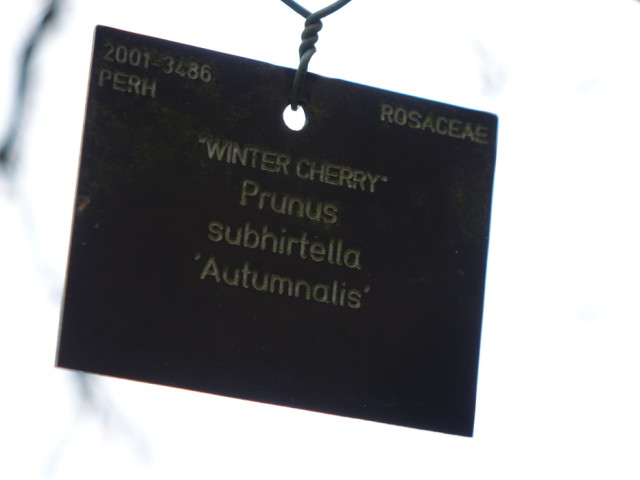 2001-3486
PERH
ROSACEAE
"WINTER CHERRY"
Prunus
subhirtella
'Autumnalis'